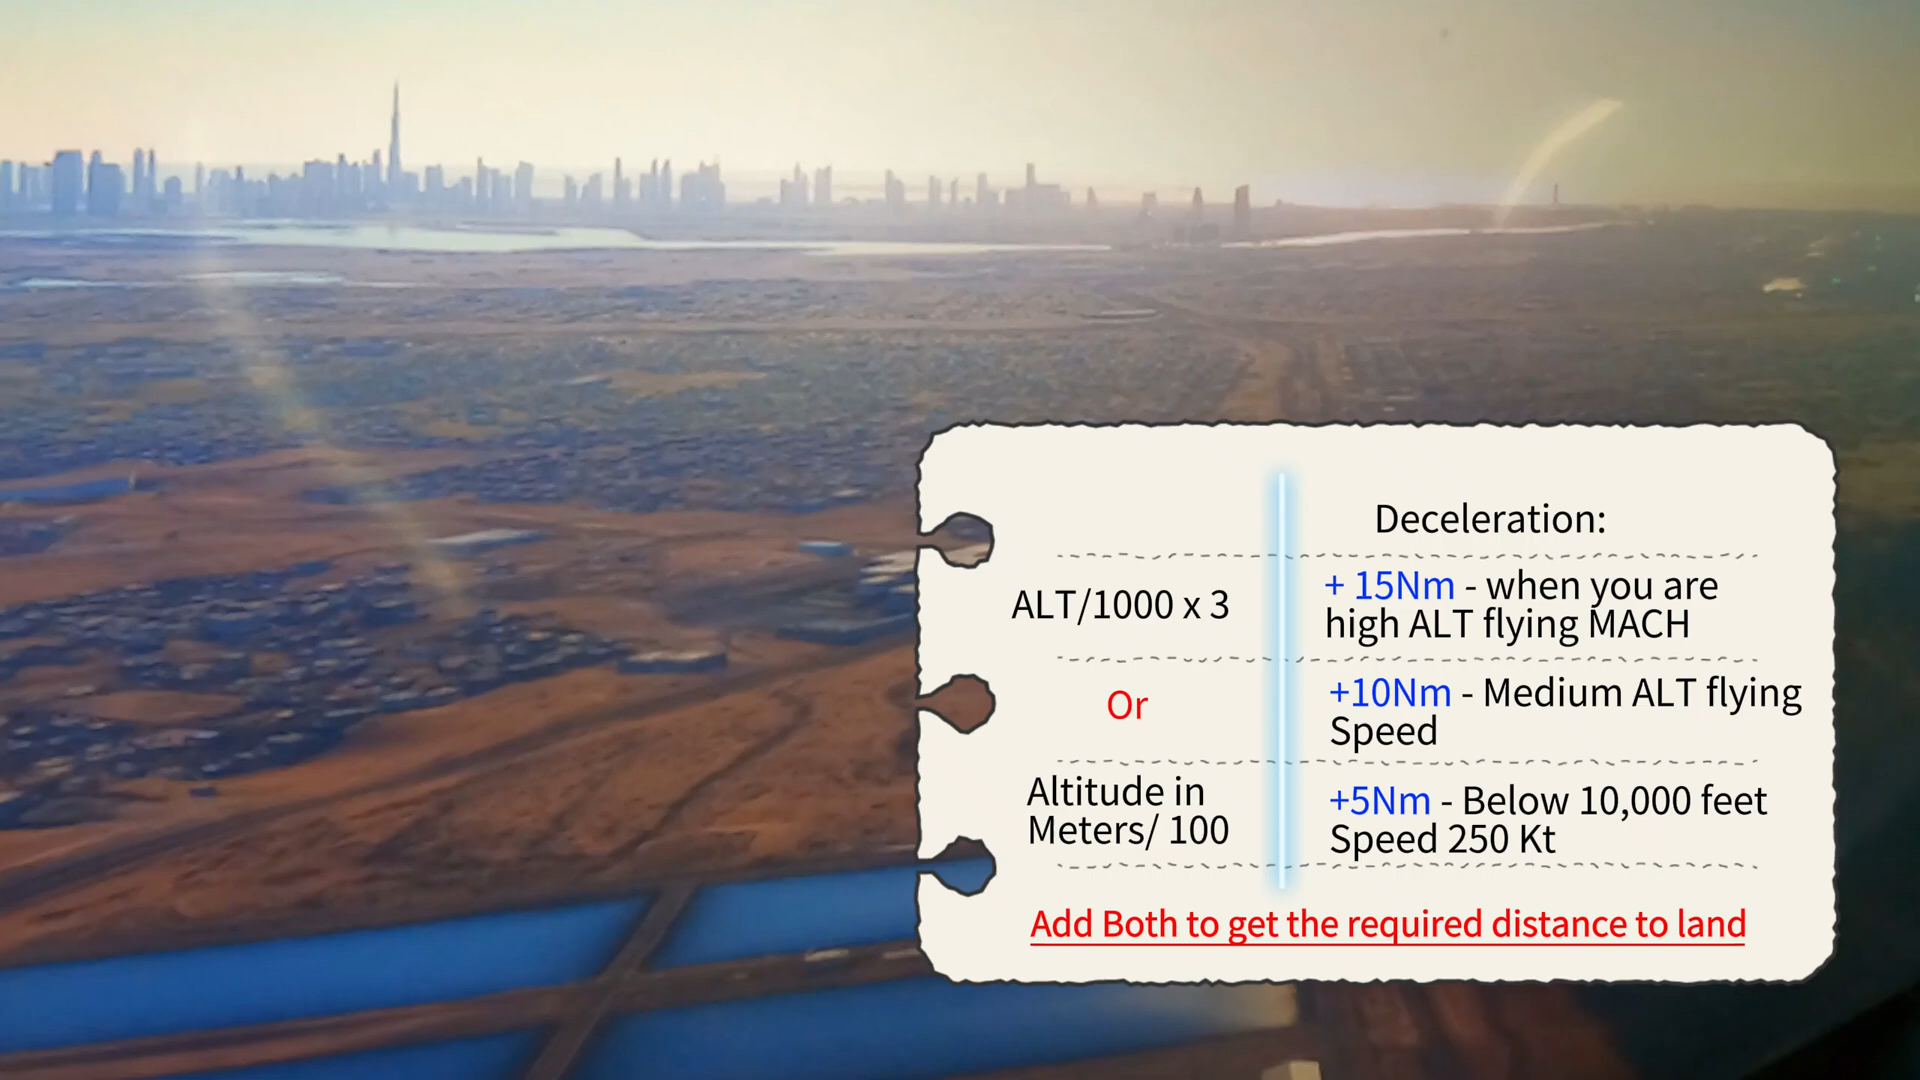 ALT/1000 x 3
Or
Altitude in
Meters/ 100
Deceleration:
+ 15Nm - when you are
high ALT flying MACH
+10Nm - Medium ALT flying
Speed
+5Nm - Below 10,000 feet
Speed 250 Kt
Add Both to get the required distance to land